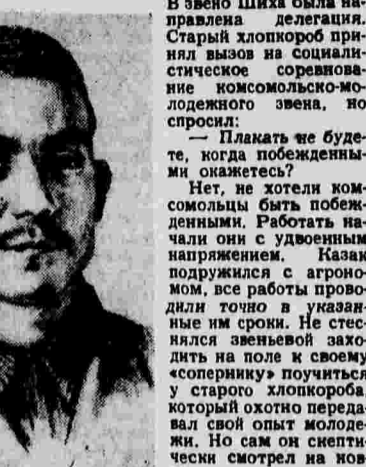 В звено Шиха была на-
правлена делегация.
Старый хлопкороб при-
нял вызов на социали-
стическое соревнова-
ние комсомольско-мо-
лодежного звена, но
спросил:
— Плакать не буде-
те, когда побежденны-
ми окажетесь?
Нет, не хотели ком-
сомольцы быть побеж-
денными. Работать на-
чали они с удвоенным
напряжением. Казак
подружился с агроно-
мом, все работы прово-
дили точно в указан-
ные им сроки. Не стес-
нялся звеньевой захо-
дить на поле к своему
«сопернику» поучиться
у старого хлопкороба,
который охотно переда-
вал свой опыт молоде-
жи. Но сам он скепти-
чески смотрел на нов-